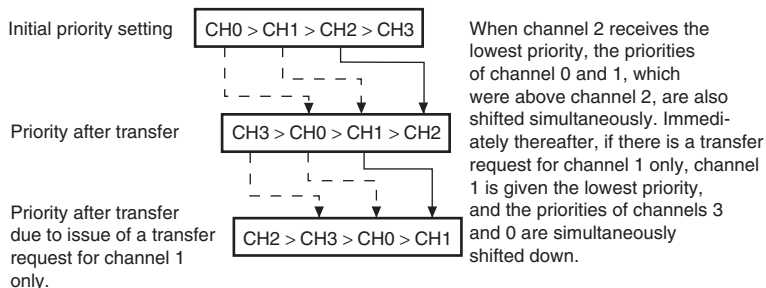 Initial priority setting
CH0 > CH1 > CH2 > CH3
Priority after transfer
CH3 > CH0 > CH1 > CH2
Priority after transfer
due to issue of a transfer
request for channel 1
only.
CH2 > CH3 > CH0 > CH1
When channel 2 receives the
lowest priority, the priorities
of channel 0 and 1, which
were above channel 2, are also
shifted simultaneously. Immedi-
ately thereafter, if there is a transfer
request for channel 1 only, channel
1 is given the lowest priority,
and the priorities of channels 3
and 0 are simultaneously
shifted down.